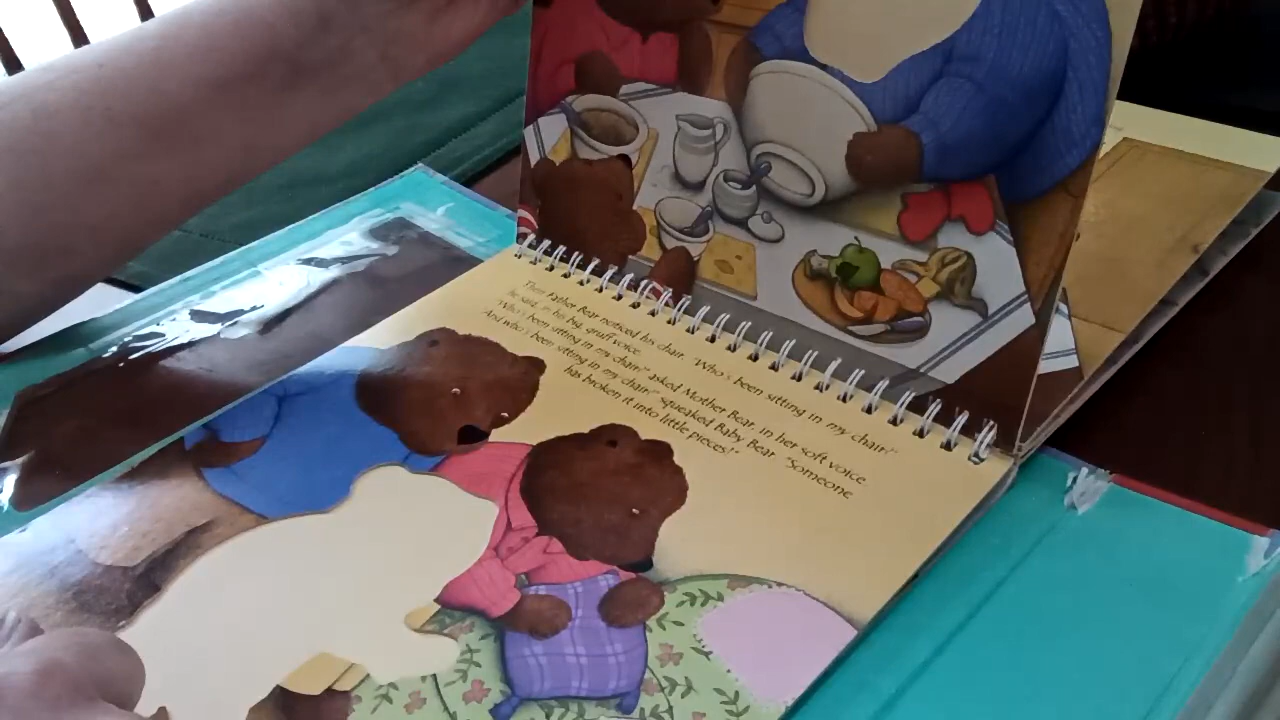 Then Father Bear noticed his chair. "Who's been sitting in my chair?"
he said, in his big, gruff voice.
"Who's been sitting in my chair?" asked Mother Bear, in her soft voice
And who's been sitting in my chair?" squeaked Baby Bear. "Someone
has broken it into little pieces!"